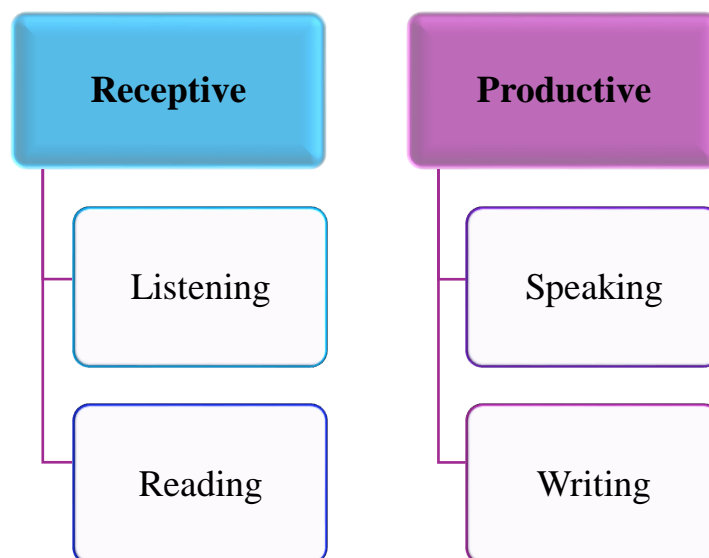 Receptive
Listening
Reading
Productive
Speaking
Writing